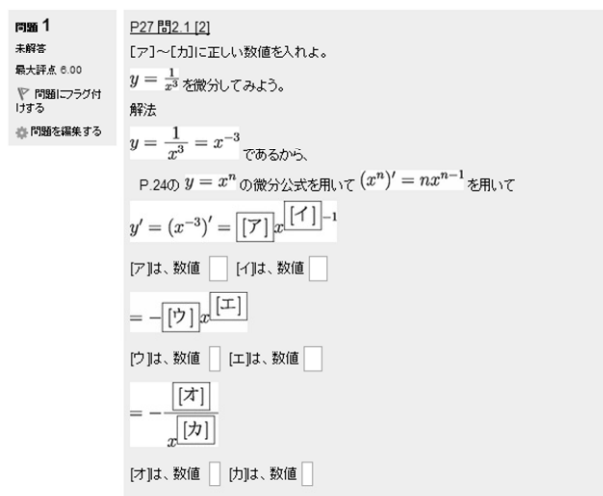 問題 1
未解答
最大評点 6.00
問題にフラグ付けする
問題を編集する
P27 問2.1 [2]
[ア]～[カ]に正しい数値を入れよ。
y = 1/x³ を微分してみよう。
解法
y = 1/x³ = x⁻³ であるから、
P.24の y = xⁿ の微分公式を用いて (xⁿ)′ = nxⁿ⁻¹ を用いて
y′ = (x⁻³)′ = [ア] x^([イ]−1)
[ア]は、数値 [イ]は、数値
= −[ウ] x^[エ]
[ウ]は、数値 [エ]は、数値
= −[オ]/x^[カ]
[オ]は、数値 [カ]は、数値